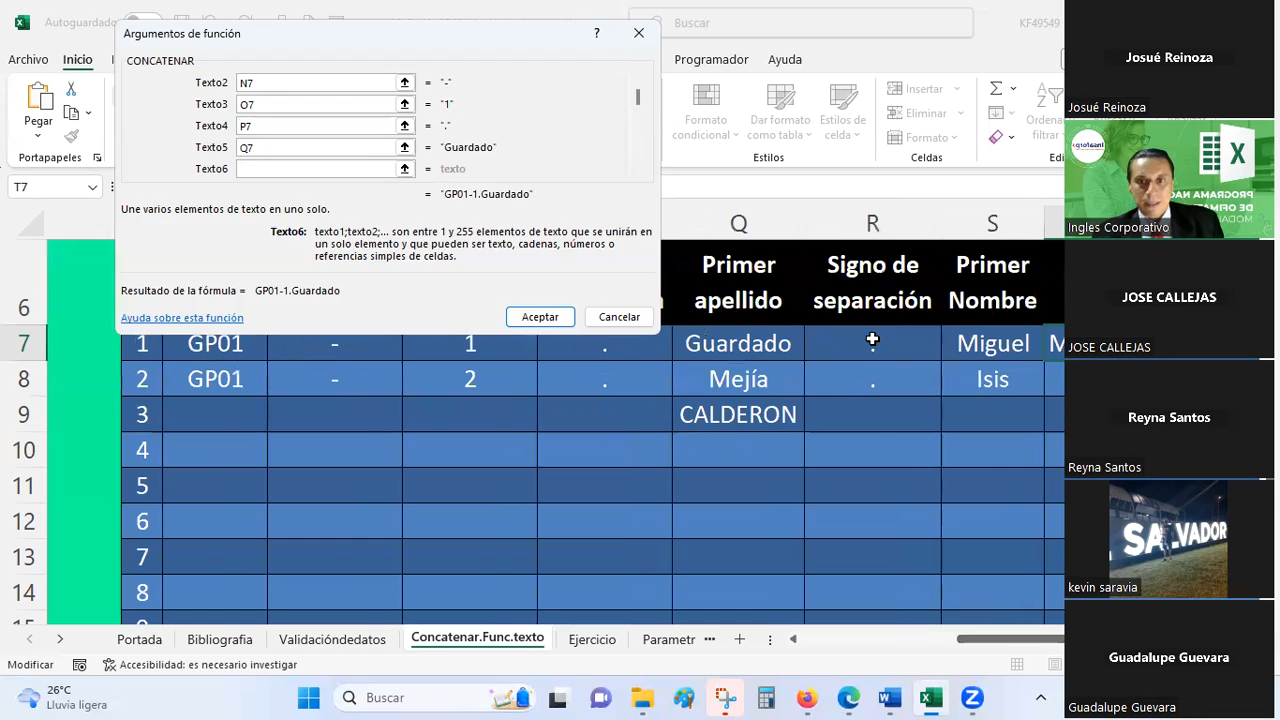 Autoguardado
Buscar
KF49549
Argumentos de función
?
CONCATENAR
Texto2 N7 = "-"
Texto3 O7 = "1"
Texto4 P7 = "."
Texto5 Q7 = "Guardado"
Texto6 = texto
= "GP01-1.Guardado"
Une varios elementos de texto en uno solo.
Texto6: texto1;texto2;... son entre 1 y 255 elementos de texto que se unirán en
un solo elemento y que pueden ser texto, cadenas, números o
referencias simples de celdas.
Resultado de la fórmula = GP01-1.Guardado
Ayuda sobre esta función
Aceptar
Cancelar
Archivo Inicio
Programador Ayuda
Pegar
Portapapeles
Formato
condicional
Dar formato
como tabla
Estilos de
celda
Estilos
Insertar
Eliminar
Formato
Celdas
Ordenar
filtrar
T7
Q R S
6
Primer
apellido
Signo de
separación
Primer
Nombre
7 1 GP01 - 1 . Guardado . Miguel M
8 2 GP01 - 2 . Mejía . Isis
9 3 CALDERON
10 4
11 5
12 6
13 7
14 8
Portada Bibliografia Validacióndedatos Concatenar.Func.texto Ejercicio Parametr
Modificar
Accesibilidad: es necesario investigar
26°C
Lluvia ligera
Buscar
Josué Reinoza
Josué Reinoza
PROGRAMA NAC
DE OFIMÁT
MODAL
Ingles Corporativo
JOSE CALLEJAS
JOSE CALLEJAS
Reyna Santos
Reyna Santos
SALVADOR
kevin saravia
Guadalupe Guevara
Guadalupe Guevara